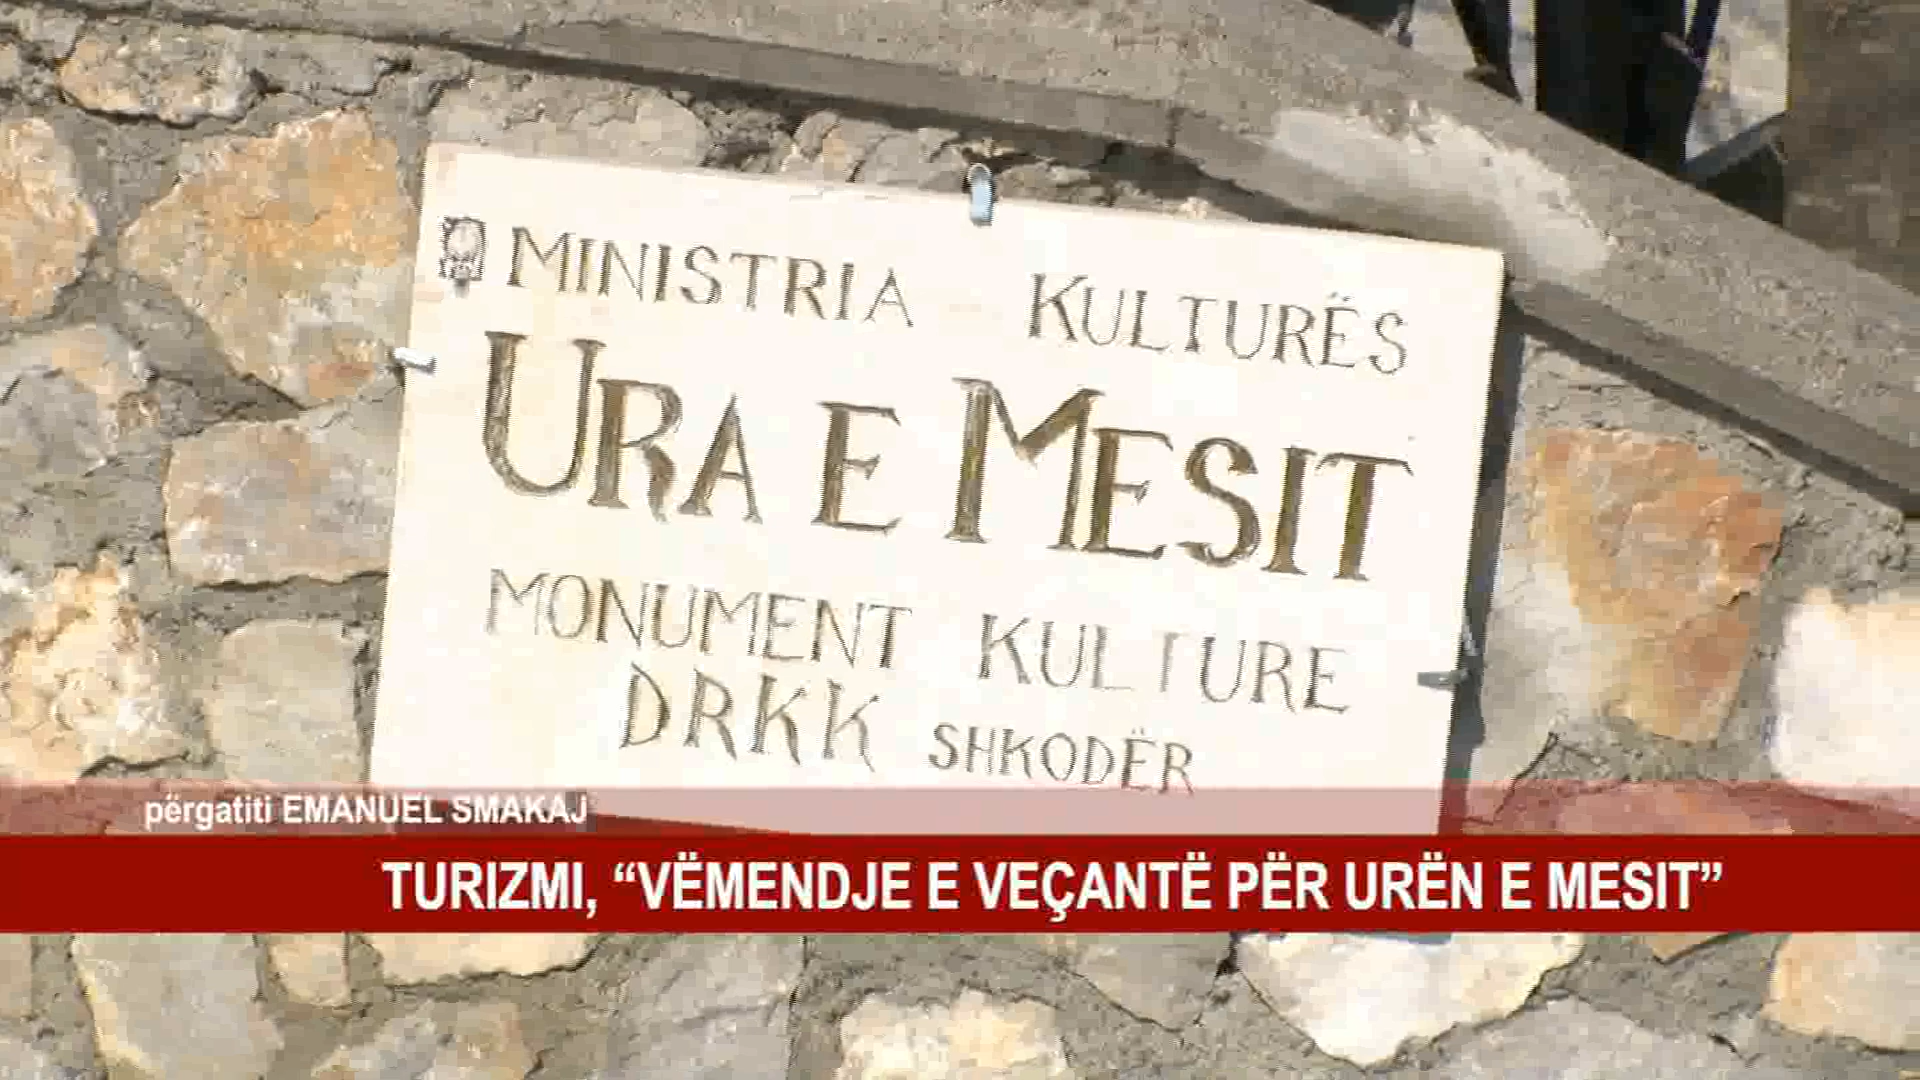 MINISTRIA KULTURËS
URA E MESIT
MONUMENT KULTURE
DRKK SHKODËR
përgatiti EMANUEL SMAKAJ
TURIZMI, “VËMENDJE E VEÇANTË PËR URËN E MESIT”